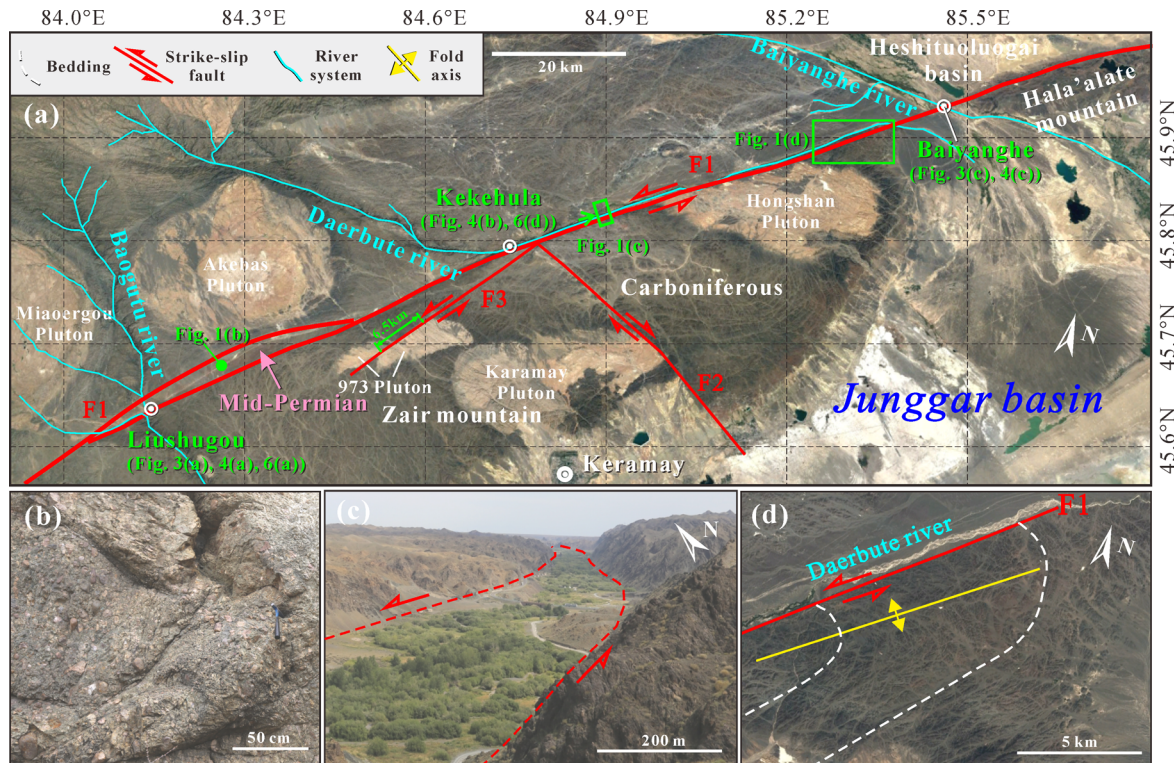 84.0°E 84.3°E 84.6°E 84.9°E 85.2°E 85.5°E
Bedding
Strike-slip
fault
River
system
Fold
axis
20 km
(a)
Baiyanghe river
Heshituoluogai
basin
Hala'alate
mountain
45.9°N
45.8°N
45.7°N
45.6°N
Fig. 1(d)
Baiyanghe
(Fig. 3(c), 4(c))
F1
Hongshan
Pluton
Kekehula
(Fig. 4(b), 6(d))
Fig. 1(c)
Daerbute river
Baogutu river
Akebas
Pluton
Miaoergou
Pluton
Carboniferous
F3
5km
Fig. 1(b)
973 Pluton
Karamay
Pluton
F2
F1
Mid-Permian
Zair mountain
Junggar basin
Liushugou
(Fig. 3(a), 4(a), 6(a))
Keramay
N
(b)
50 cm
(c)
N
200 m
(d)
F1
Daerbute river
N
5 km